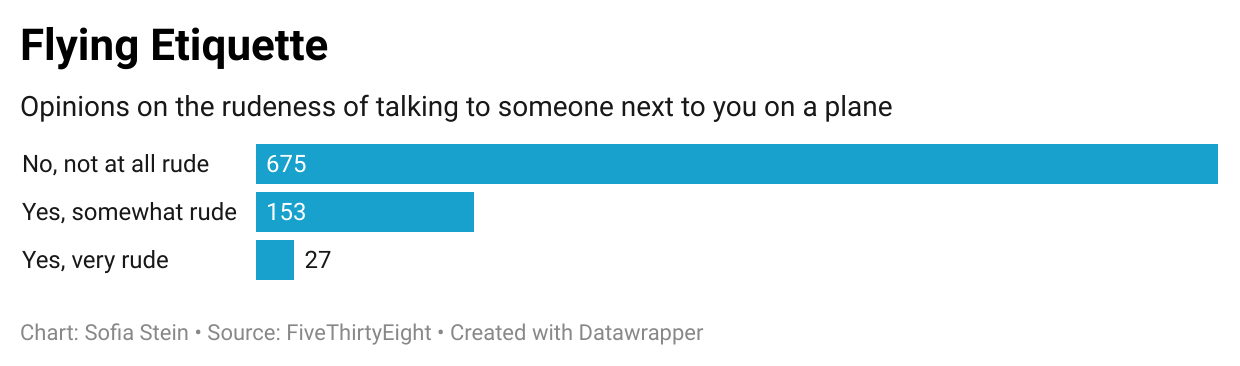 Flying Etiquette
Opinions on the rudeness of talking to someone next to you on a plane
No, not at all rude 675
Yes, somewhat rude 153
Yes, very rude 27
Chart: Sofia Stein • Source: FiveThirtyEight • Created with Datawrapper